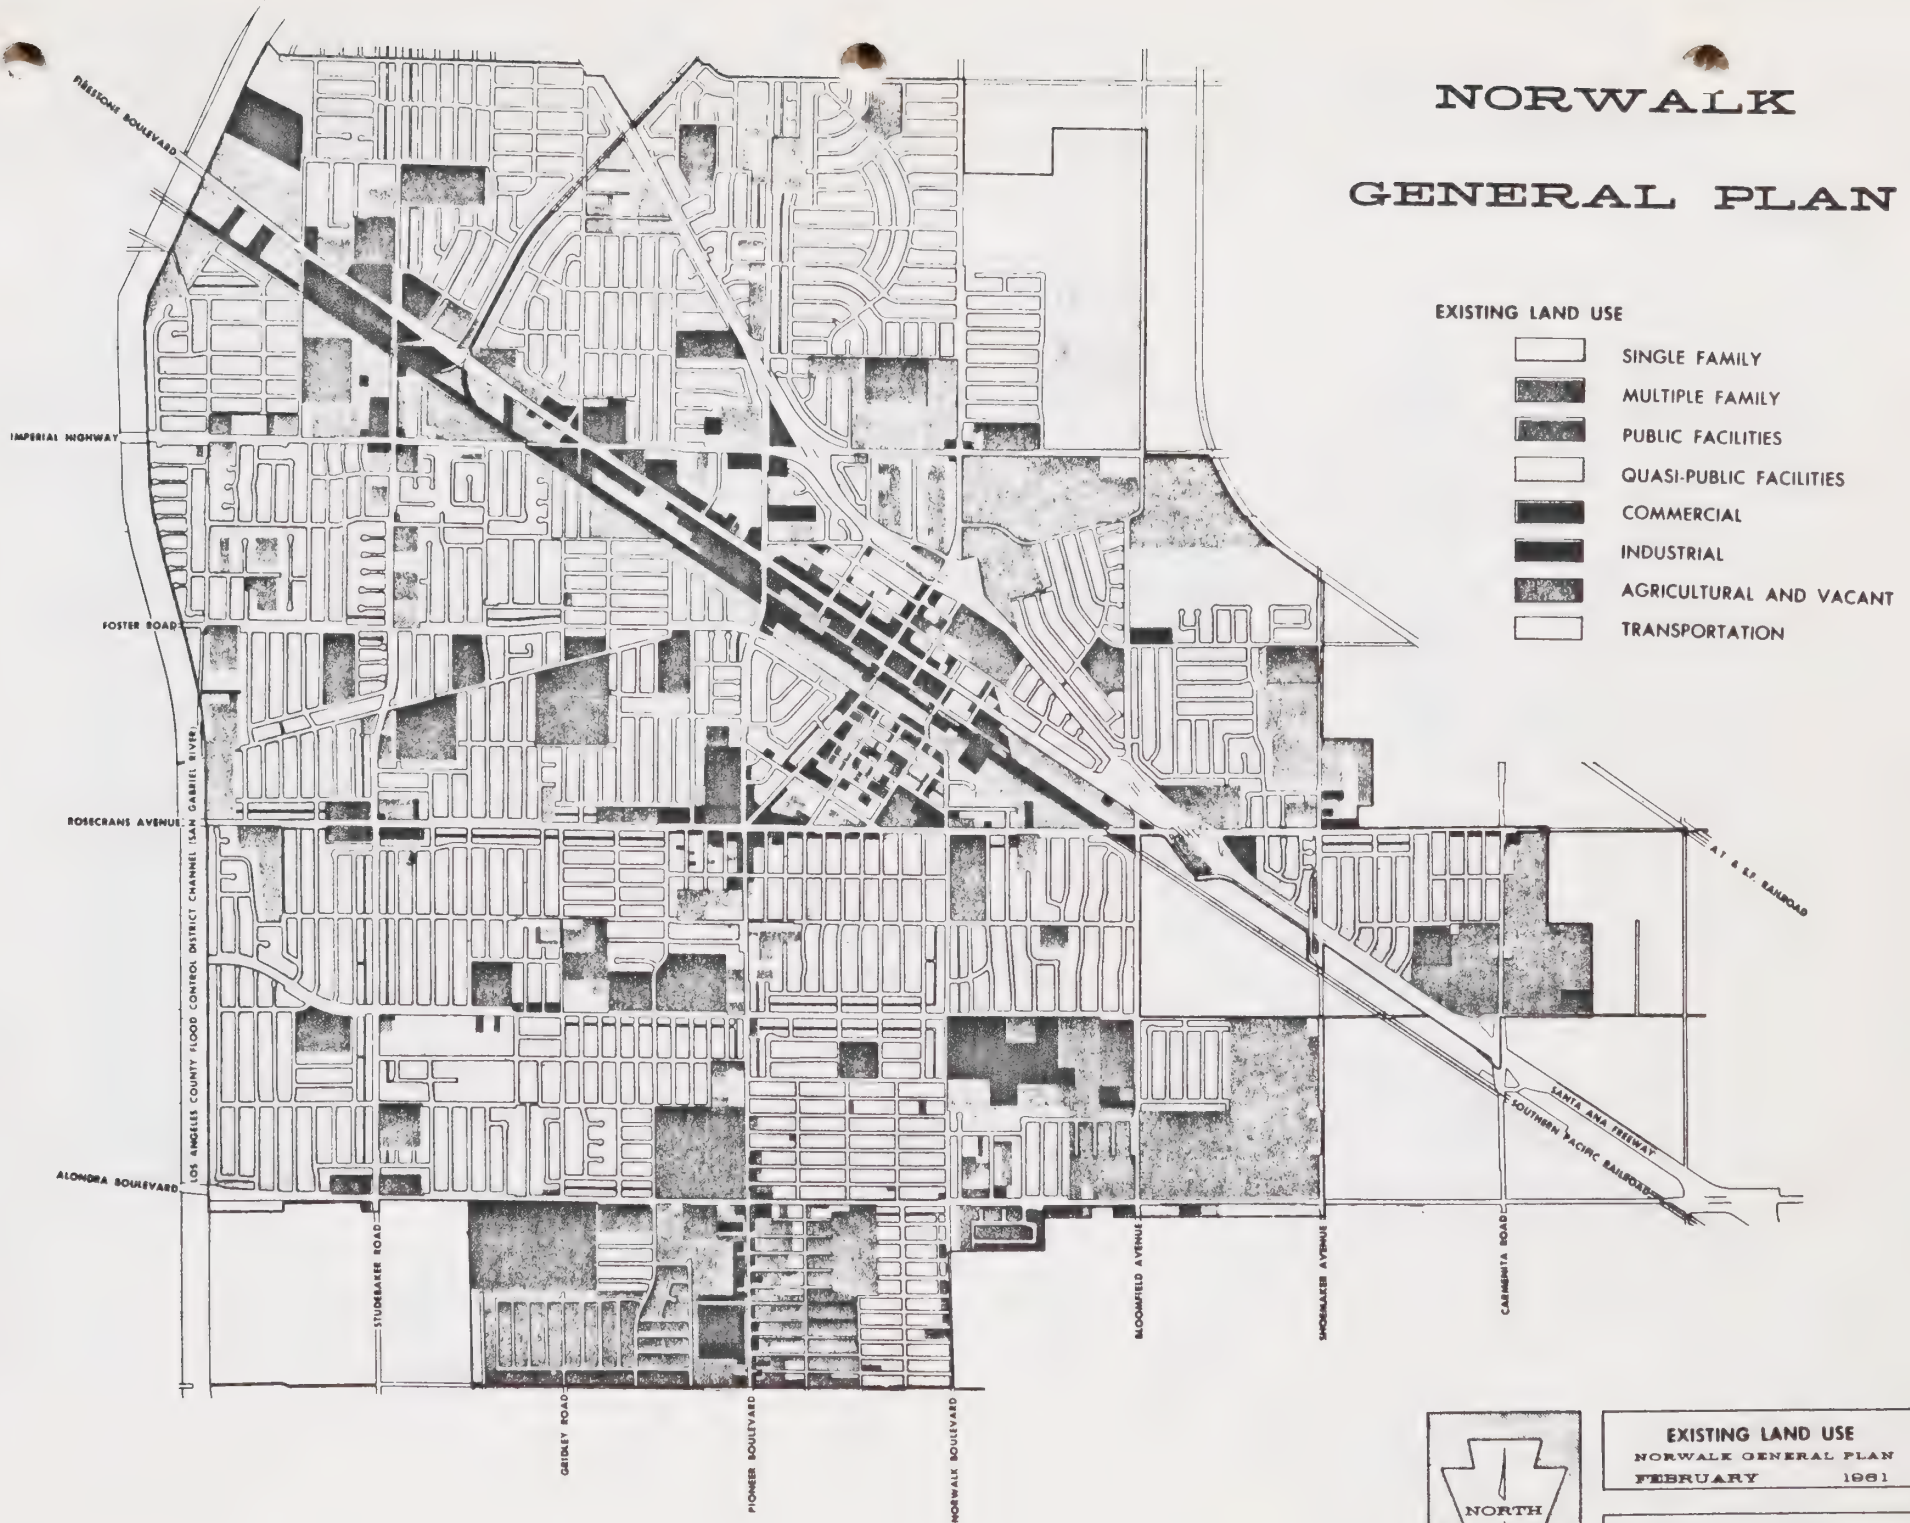 NORWALK
GENERAL PLAN
EXISTING LAND USE
SINGLE FAMILY
MULTIPLE FAMILY
PUBLIC FACILITIES
QUASI-PUBLIC FACILITIES
COMMERCIAL
INDUSTRIAL
AGRICULTURAL AND VACANT
TRANSPORTATION
FIRESTONE BOULEVARD
IMPERIAL HIGHWAY
FOSTER ROAD
ROSECRANS AVENUE
LOS ANGELES COUNTY FLOOD CONTROL DISTRICT CHANNEL (SAN GABRIEL RIVER)
ALONDRA BOULEVARD
A.T. & S.F. RAILROAD
SANTA ANA FREEWAY
SOUTHERN PACIFIC RAILROAD
STUDEBAKER ROAD
GRIDLEY ROAD
PIONEER BOULEVARD
NORWALK BOULEVARD
BLOOMFIELD AVENUE
SHOEMAKER AVENUE
CARMENITA ROAD
NORTH
EXISTING LAND USE
NORWALK GENERAL PLAN
FEBRUARY 1961